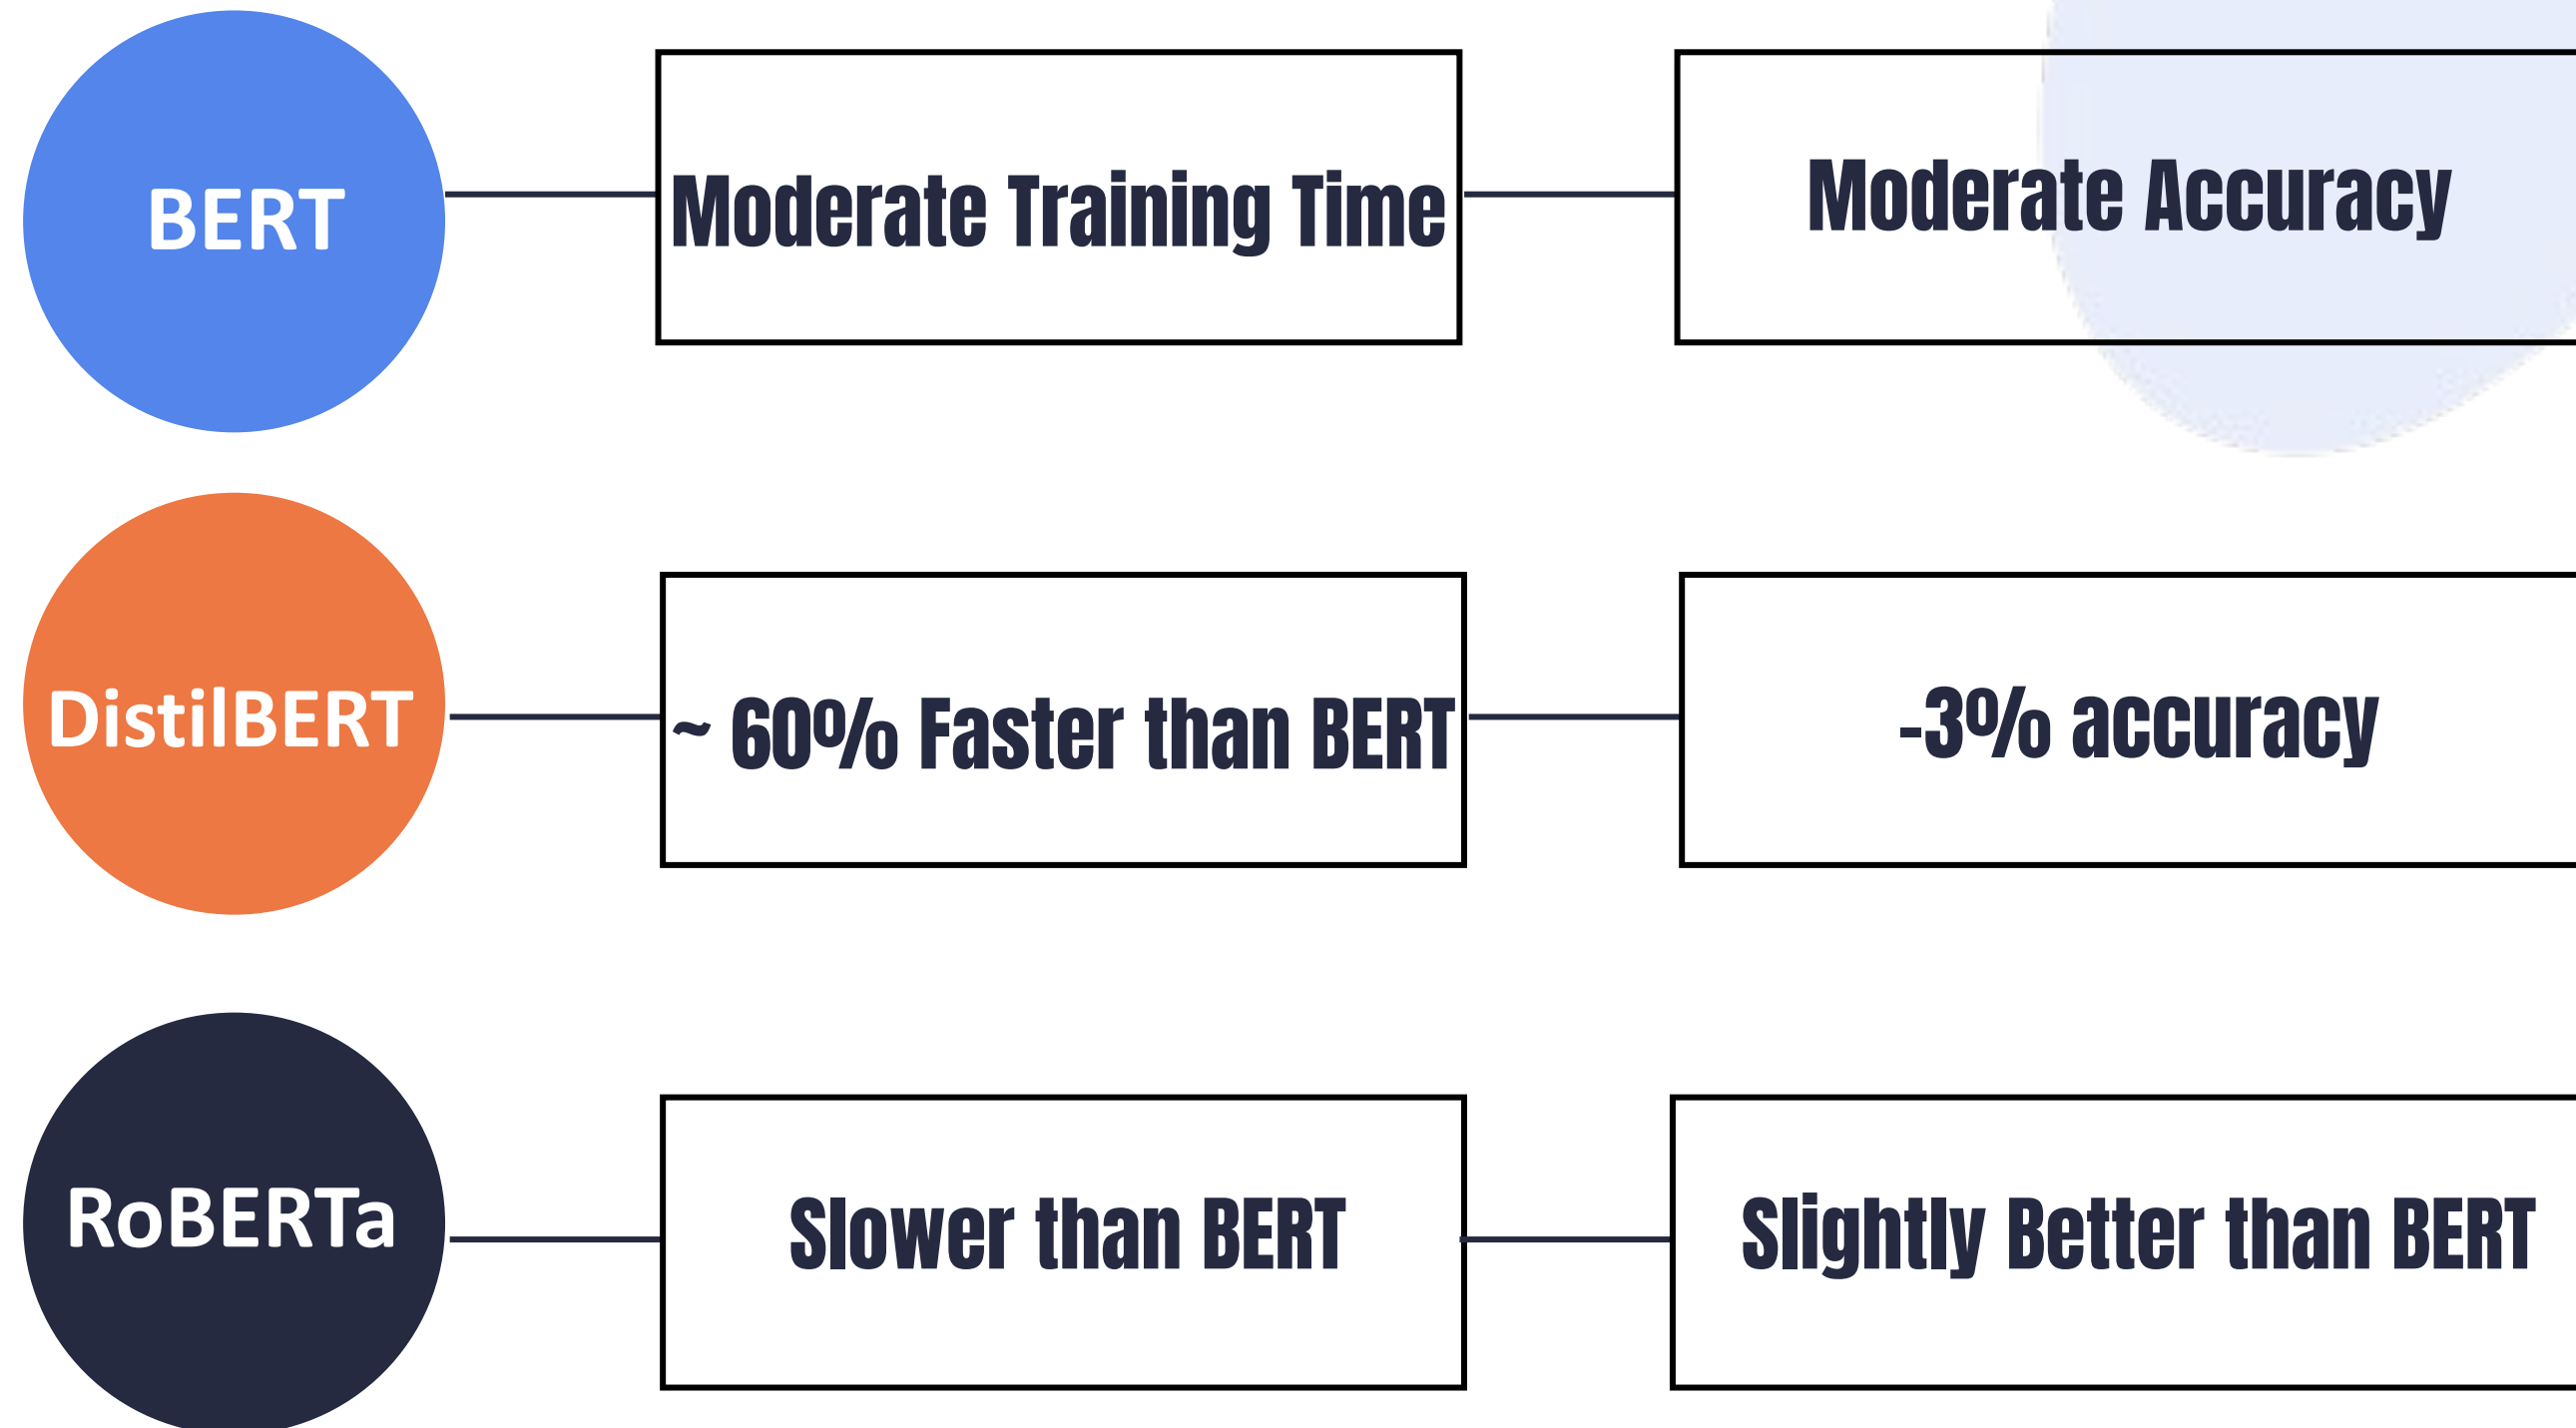 BERT
Moderate Training Time
Moderate Accuracy
DistilBERT
~ 60% Faster than BERT
-3% accuracy
RoBERTa
Slower than BERT
Slightly Better than BERT